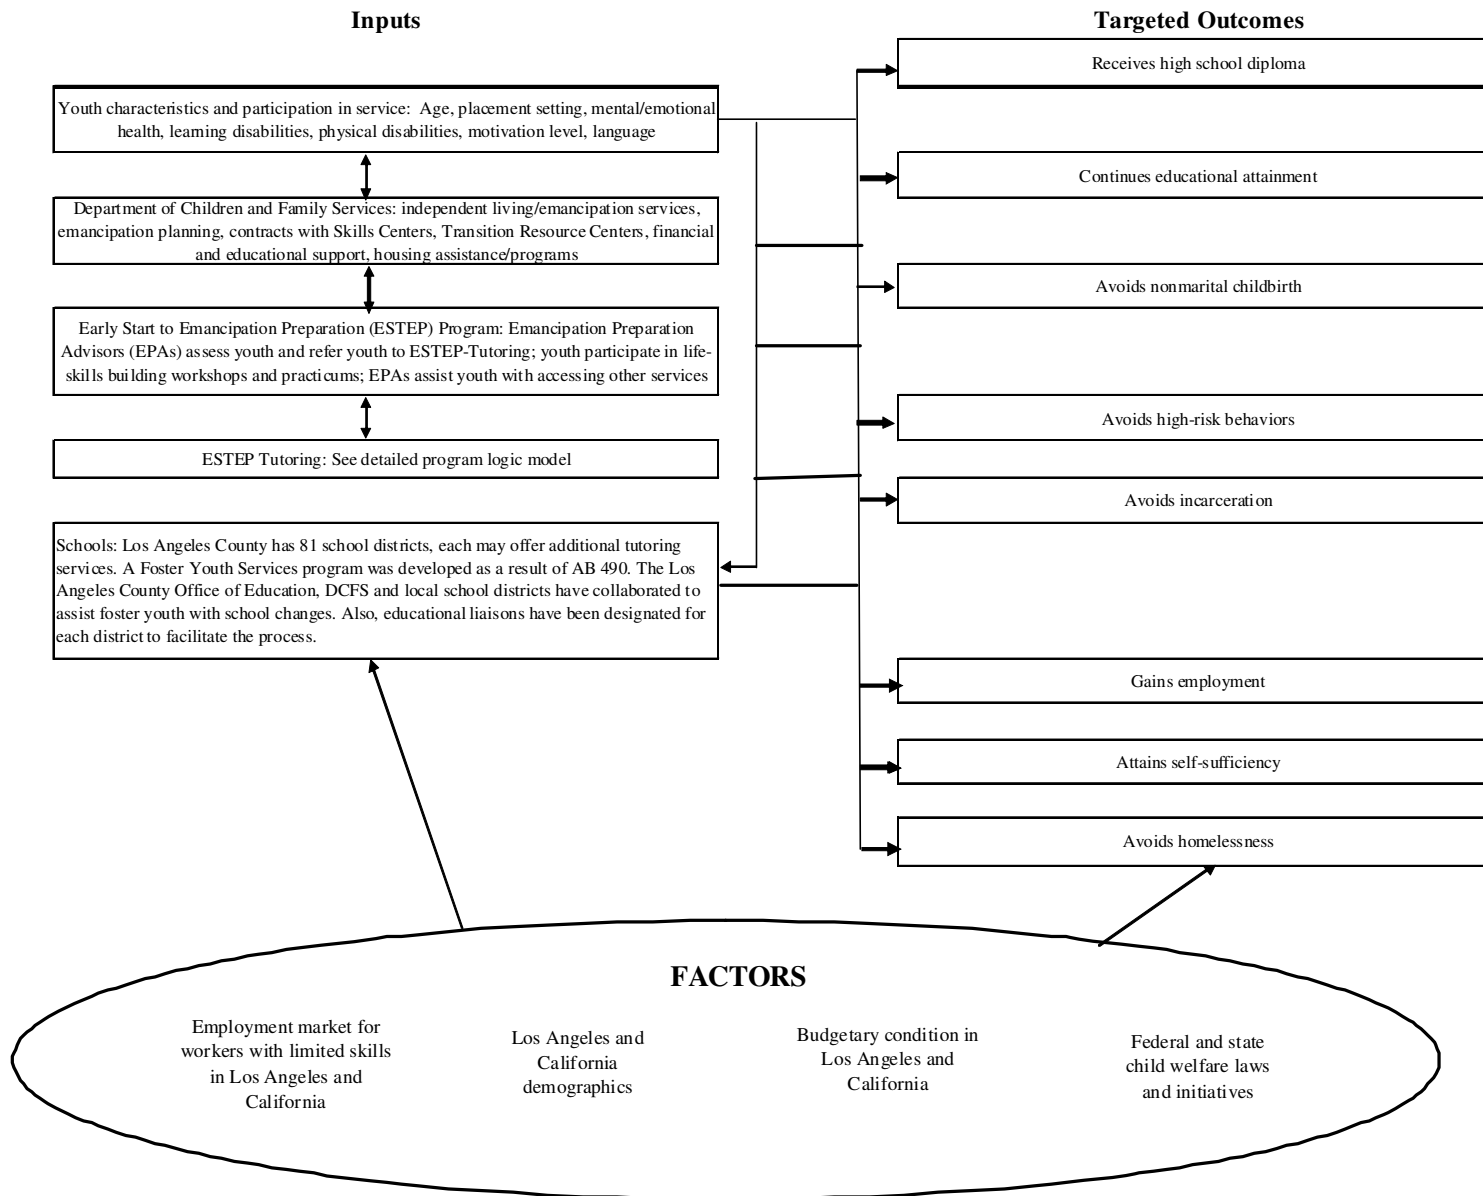 Inputs
Targeted Outcomes
Youth characteristics and participation in service: Age, placement setting, mental/emotional
health, learning disabilities, physical disabilities, motivation level, language
Department of Children and Family Services: independent living/emancipation services,
emancipation planning, contracts with Skills Centers, Transition Resource Centers, financial
and educational support, housing assistance/programs
Early Start to Emancipation Preparation (ESTEP) Program: Emancipation Preparation
Advisors (EPAs) assess youth and refer youth to ESTEP-Tutoring; youth participate in life-
skills building workshops and practicums; EPAs assist youth with accessing other services
ESTEP Tutoring: See detailed program logic model
Schools: Los Angeles County has 81 school districts, each may offer additional tutoring
services. A Foster Youth Services program was developed as a result of AB 490. The Los
Angeles County Office of Education, DCFS and local school districts have collaborated to
assist foster youth with school changes. Also, educational liaisons have been designated for
each district to facilitate the process.
Receives high school diploma
Continues educational attainment
Avoids nonmarital childbirth
Avoids high-risk behaviors
Avoids incarceration
Gains employment
Attains self-sufficiency
Avoids homelessness
FACTORS
Employment market for
workers with limited skills
in Los Angeles and
California
Los Angeles and
California
demographics
Budgetary condition in
Los Angeles and
California
Federal and state
child welfare laws
and initiatives